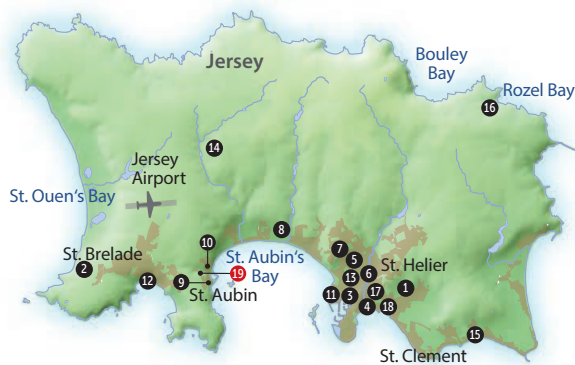 Jersey
Bouley
Bay
Rozel Bay
16
14
Jersey
Airport
St. Ouen's Bay
8
10
7
St. Brelade
St. Aubin's
Bay
5
St. Helier
2
19
13
6
12
9
St. Aubin
11
3
17
1
4
18
15
St. Clement